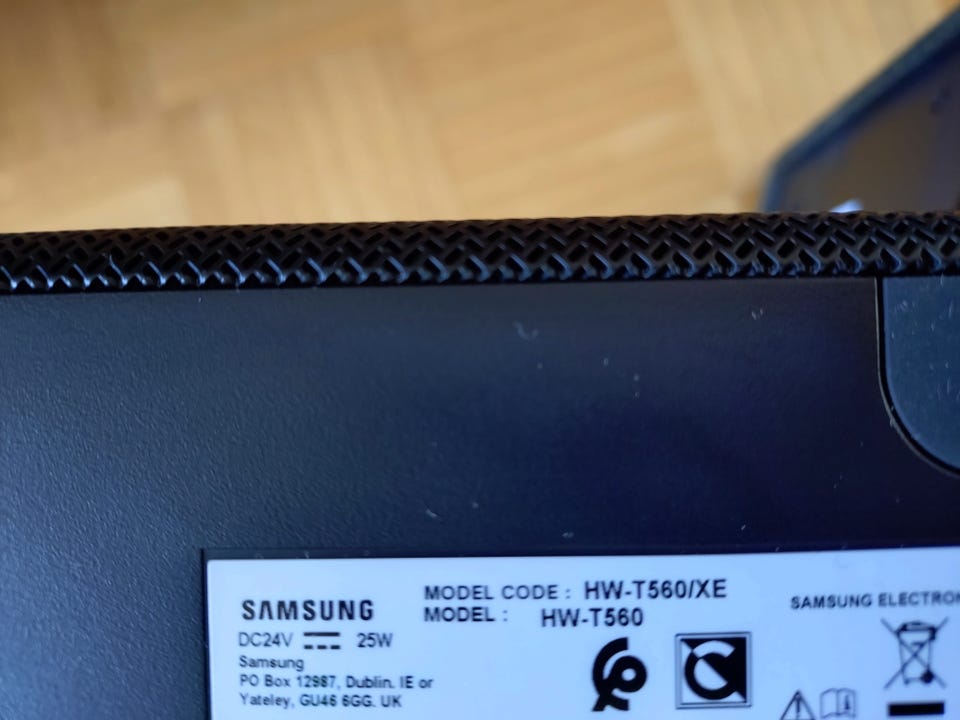 SAMSUNG
DC24V 25W
Samsung
PO Box 12987, Dublin. IE or
Yateley, GU46 6GG. UK
MODEL CODE : HW-T560/XE
MODEL : HW-T560
SAMSUNG ELECTRON